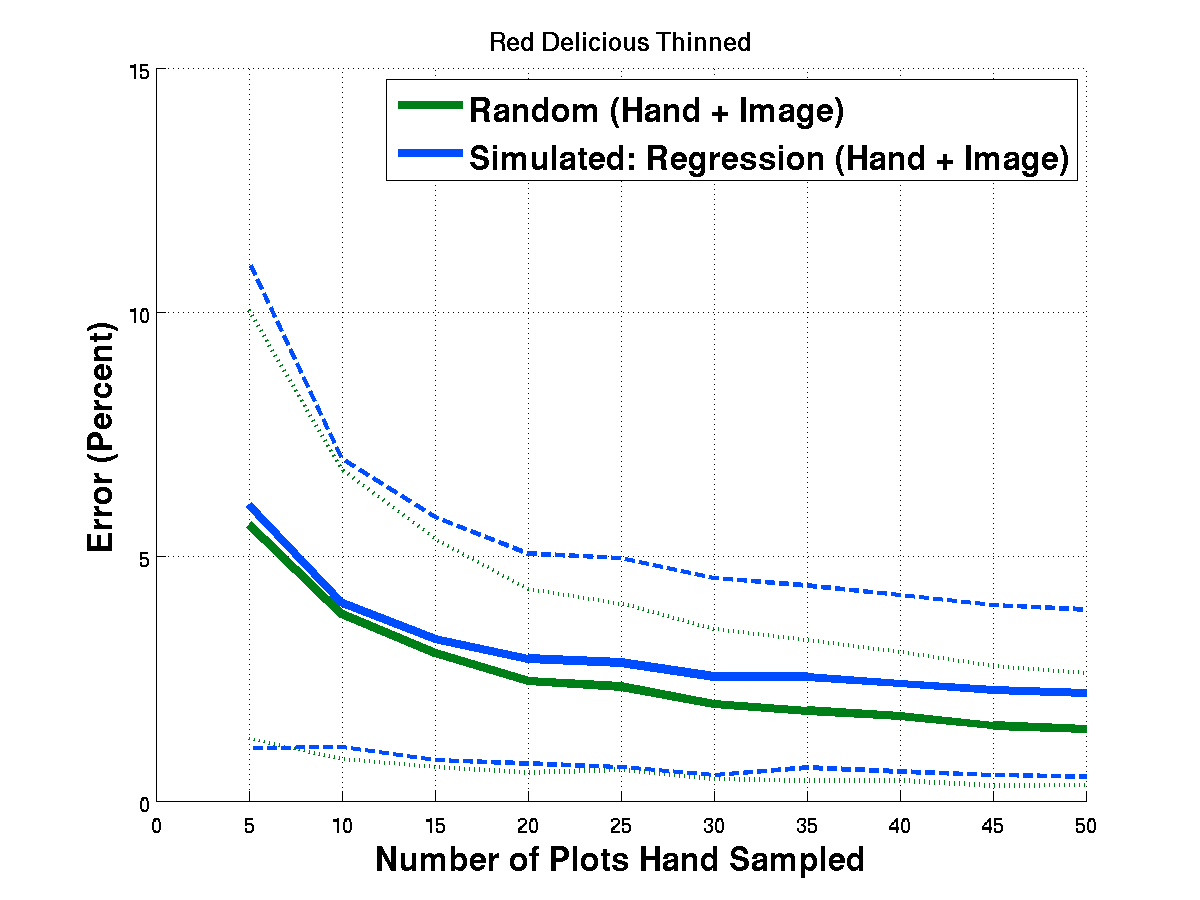 Red Delicious Thinned
15
10
5
0
Random (Hand + Image)
Simulated: Regression (Hand + Image)
Error (Percent)
0 5 10 15 20 25 30 35 40 45 50
Number of Plots Hand Sampled